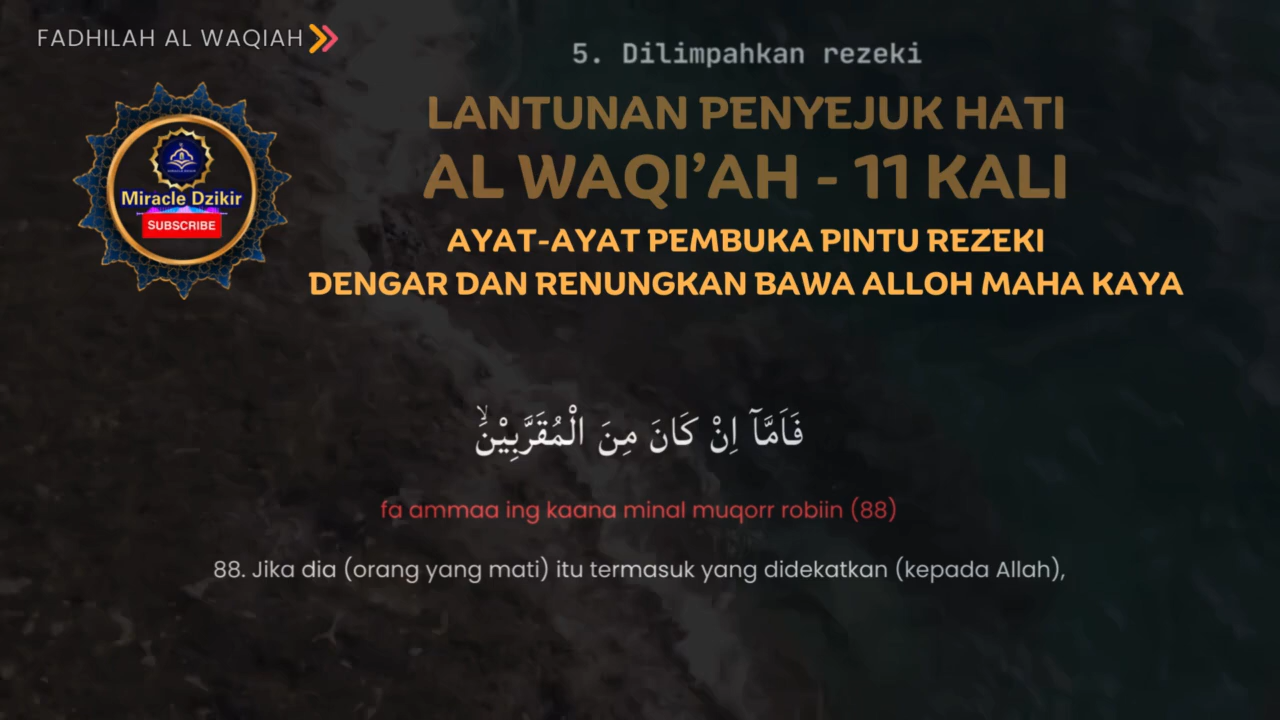 FADHILAH AL WAQIAH
5. Dilimpahkan rezeki
LANTUNAN PENYEJUK HATI
AL WAQI’AH - 11 KALI
AYAT-AYAT PEMBUKA PINTU REZEKI
DENGAR DAN RENUNGKAN BAWA ALLOH MAHA KAYA
Miracle Dzikir
SUBSCRIBE
فَاَمَّآ اِنْ كَانَ مِنَ الْمُقَرَّبِيْنَۙ
fa ammaa ing kaana minal muqorr robiin (88)
88. Jika dia (orang yang mati) itu termasuk yang didekatkan (kepada Allah),